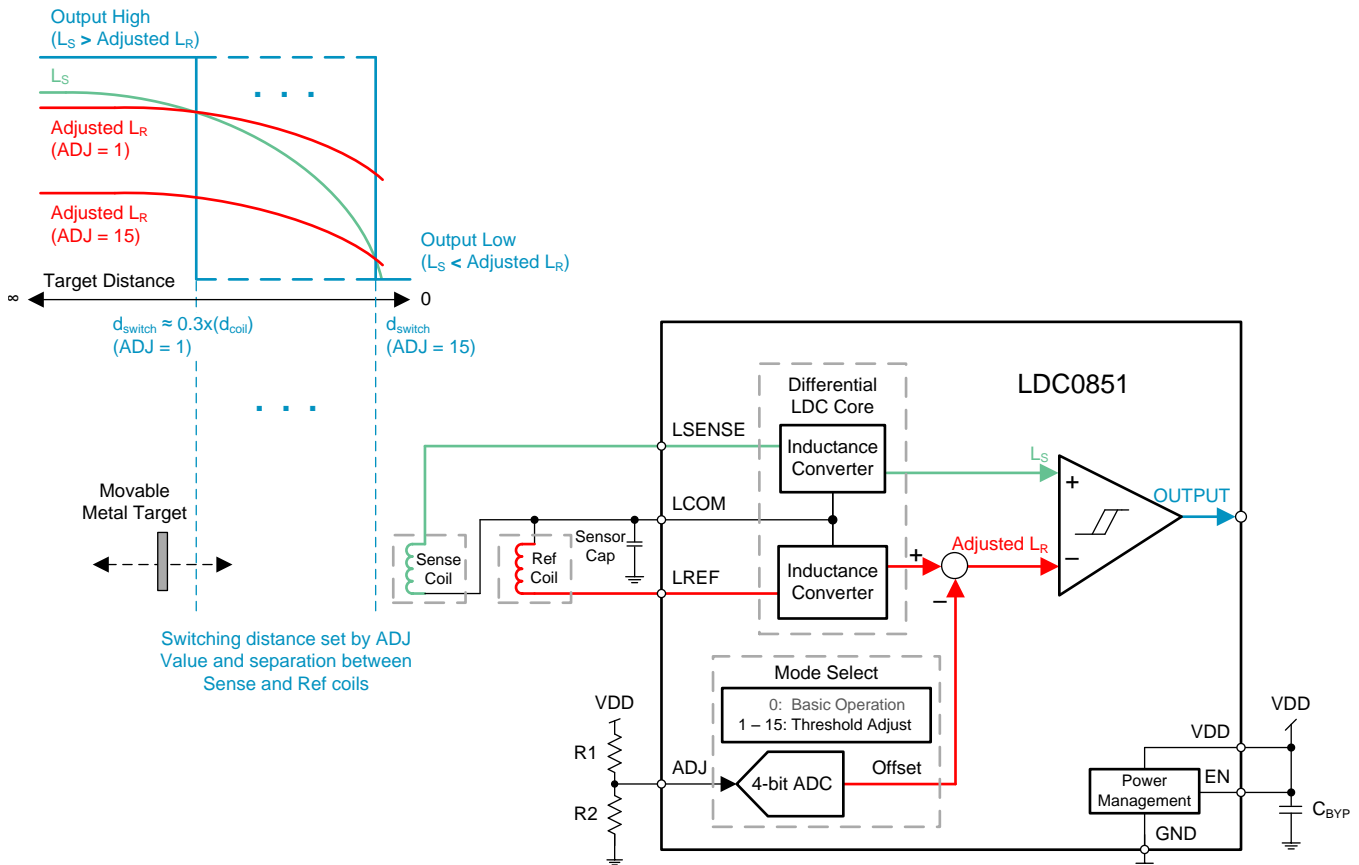 Output High
(LS > Adjusted LR)
LS
. . .
Adjusted LR
(ADJ = 1)
Adjusted LR
(ADJ = 15)
Output Low
(LS < Adjusted LR)
Target Distance
∞
0
dswitch ≈ 0.3x(dcoil)
(ADJ = 1)
dswitch
(ADJ = 15)
. . .
Movable
Metal Target
Switching distance set by ADJ
Value and separation between
Sense and Ref coils
Sense
Coil
Ref
Coil
Sensor
Cap
LSENSE
LCOM
LREF
Differential
LDC Core
Inductance
Converter
Inductance
Converter
LDC0851
LS
+
−
OUTPUT
Adjusted LR
+
−
Mode Select
0: Basic Operation
1 – 15: Threshold Adjust
VDD
R1
R2
ADJ
4-bit ADC
Offset
VDD
VDD
EN
Power
Management
GND
CBYP